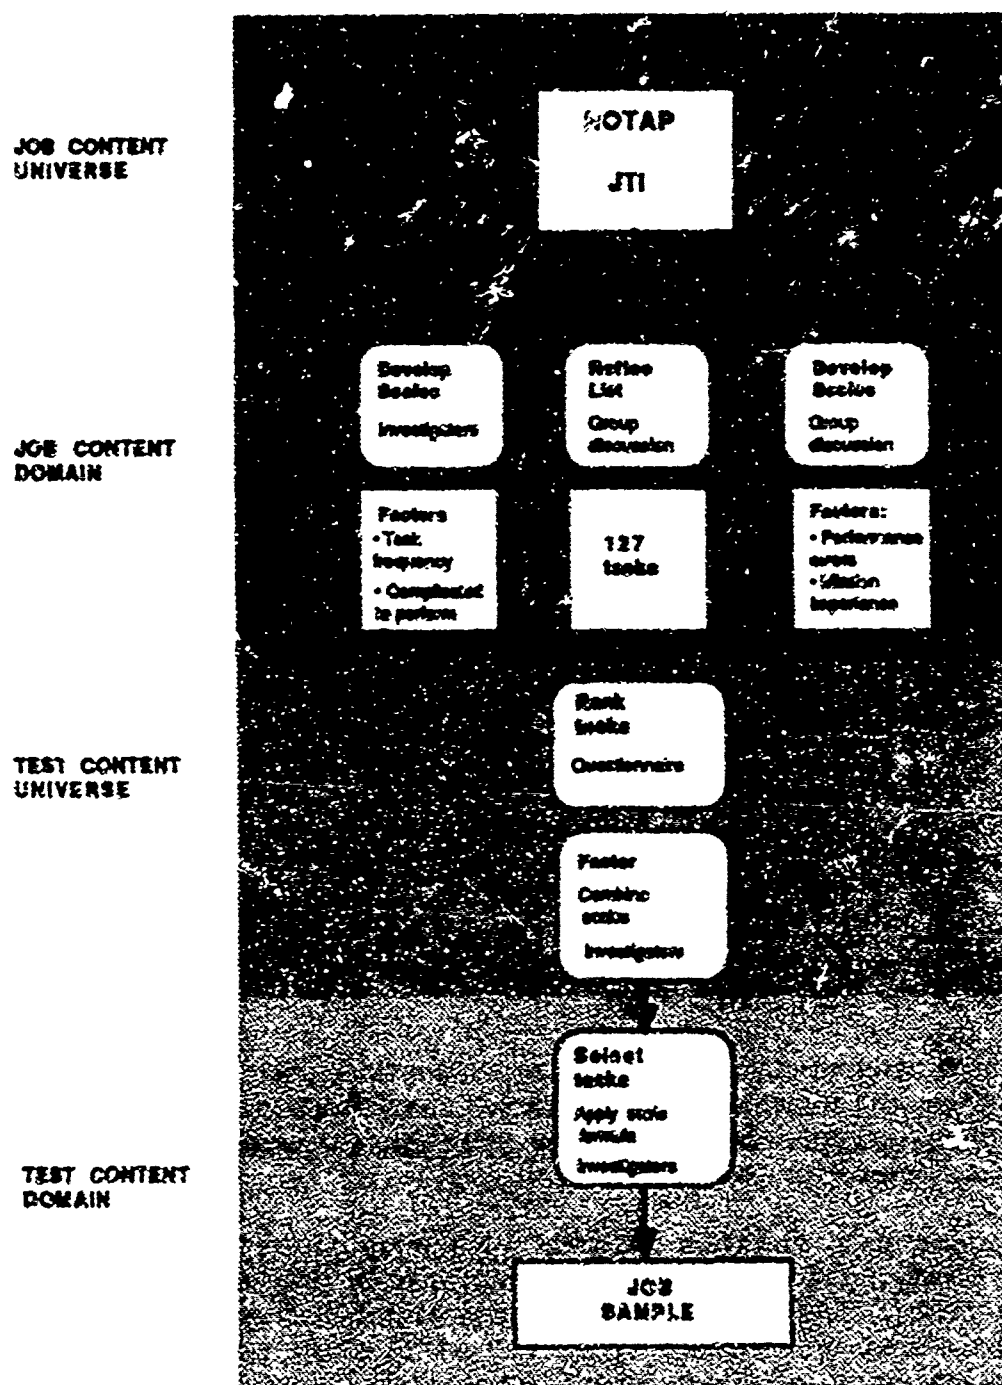 JOB CONTENT
UNIVERSE
NOTAP
JTI
JOB CONTENT
DOMAIN
Develop
Scales
Investigators
Refine
List
Group
discussion
Develop
Scales
Group
discussion
Factors
• Task
frequency
• Complicated
to perform
127
tasks
Factors:
• Performance
errors
• Mission
importance
TEST CONTENT
UNIVERSE
Rank
tasks
Questionnaire
Factor
Combine
scales
Investigators
TEST CONTENT
DOMAIN
Select
tasks
Apply scale
formula
Investigators
JOB
SAMPLE